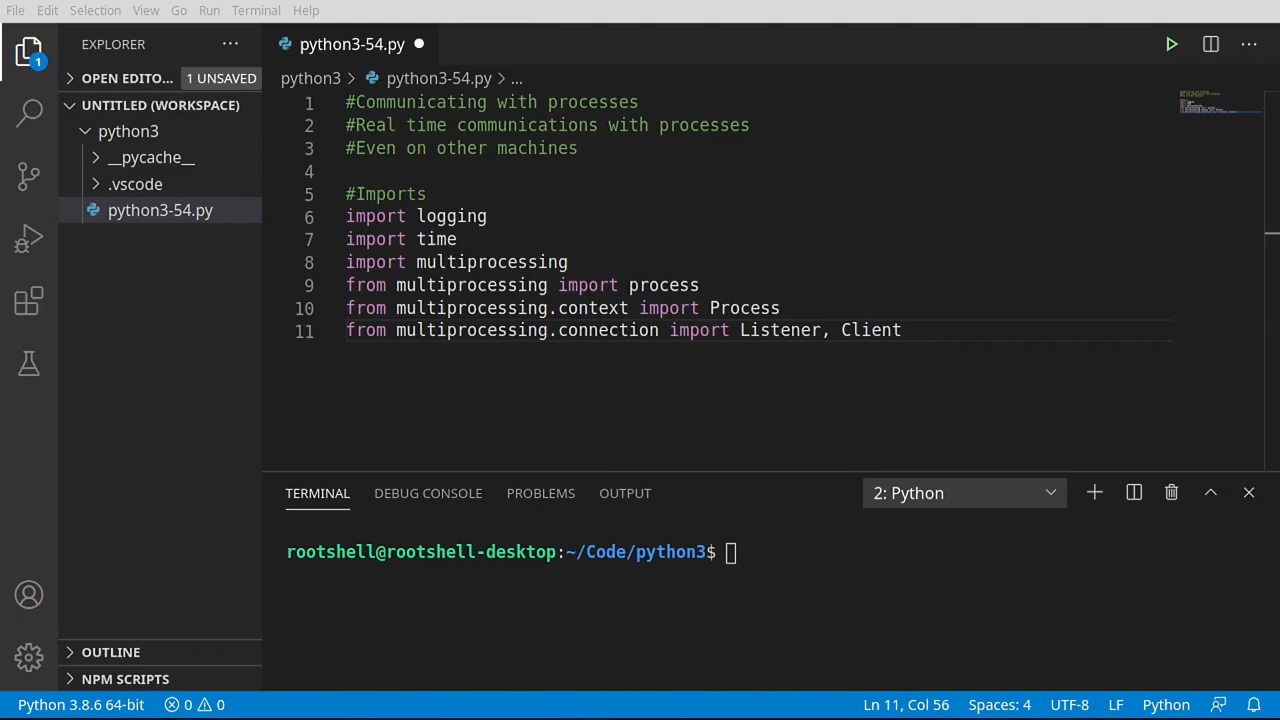 File Edit Selection View Go Run Terminal Help
EXPLORER ...
OPEN EDITO... 1 UNSAVED
UNTITLED (WORKSPACE)
python3
__pycache__
.vscode
python3-54.py
OUTLINE
NPM SCRIPTS
1
python3-54.py
python3 > python3-54.py > ...
1 #Communicating with processes
2 #Real time communications with processes
3 #Even on other machines
4
5 #Imports
6 import logging
7 import time
8 import multiprocessing
9 from multiprocessing import process
10 from multiprocessing.context import Process
11 from multiprocessing.connection import Listener, Client
TERMINAL DEBUG CONSOLE PROBLEMS OUTPUT 2: Python
rootshell@rootshell-desktop:~/Code/python3$
Python 3.8.6 64-bit 0 0 Ln 11, Col 56 Spaces: 4 UTF-8 LF Python